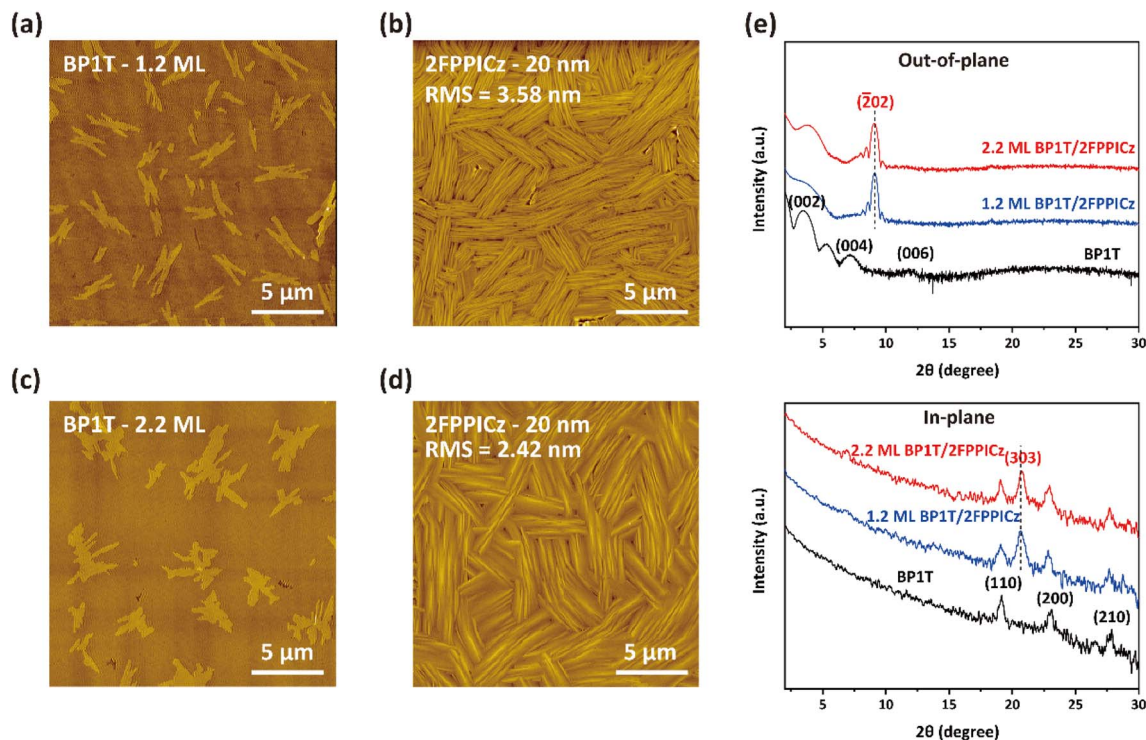 (a)
BP1T - 1.2 ML
5 μm
(b)
2FPPICz - 20 nm
RMS = 3.58 nm
5 μm
(c)
BP1T - 2.2 ML
5 μm
(d)
2FPPICz - 20 nm
RMS = 2.42 nm
5 μm
(e)
Out-of-plane
(2̅02)
2.2 ML BP1T/2FPPICz
1.2 ML BP1T/2FPPICz
(002)
(004)
(006)
BP1T
Intensity (a.u.)
5 10 15 20 25 30
2θ (degree)
In-plane
2.2 ML BP1T/2FPPICz
(303)
1.2 ML BP1T/2FPPICz
BP1T
(110)
(200)
(210)
Intensity (a.u.)
5 10 15 20 25 30
2θ (degree)